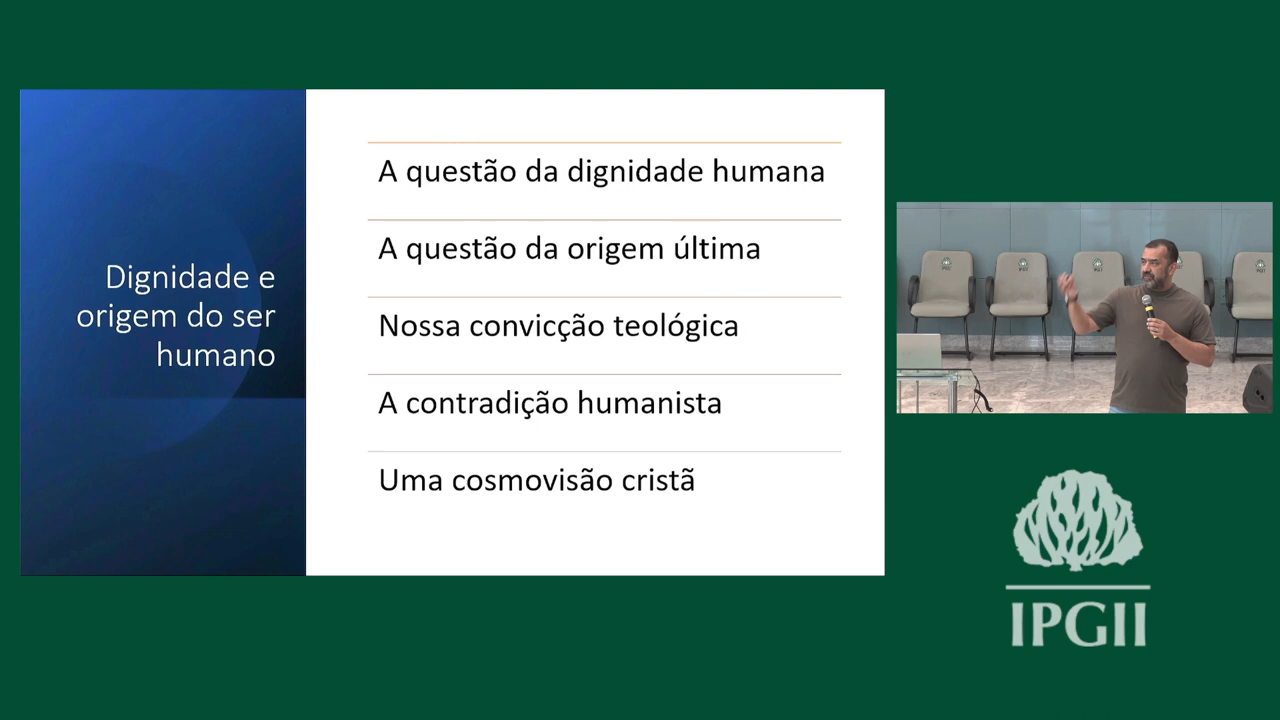 Dignidade e
origem do ser
humano
A questão da dignidade humana
A questão da origem última
Nossa convicção teológica
A contradição humanista
Uma cosmovisão cristã
IPGII